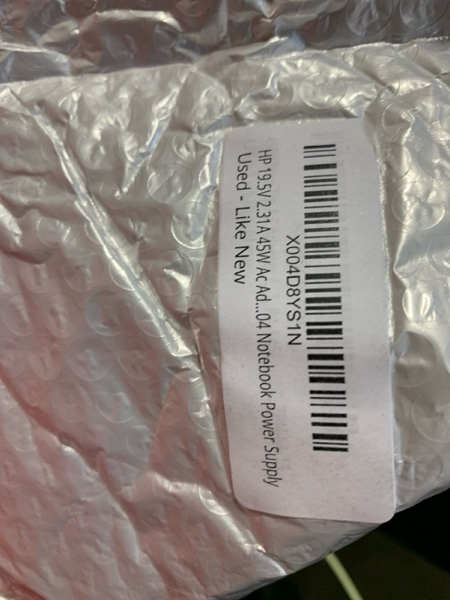 X004D8YS1N
HP 19.5V 2.31A 45W Ac Ad...04 Notebook Power Supply
Used - Like New